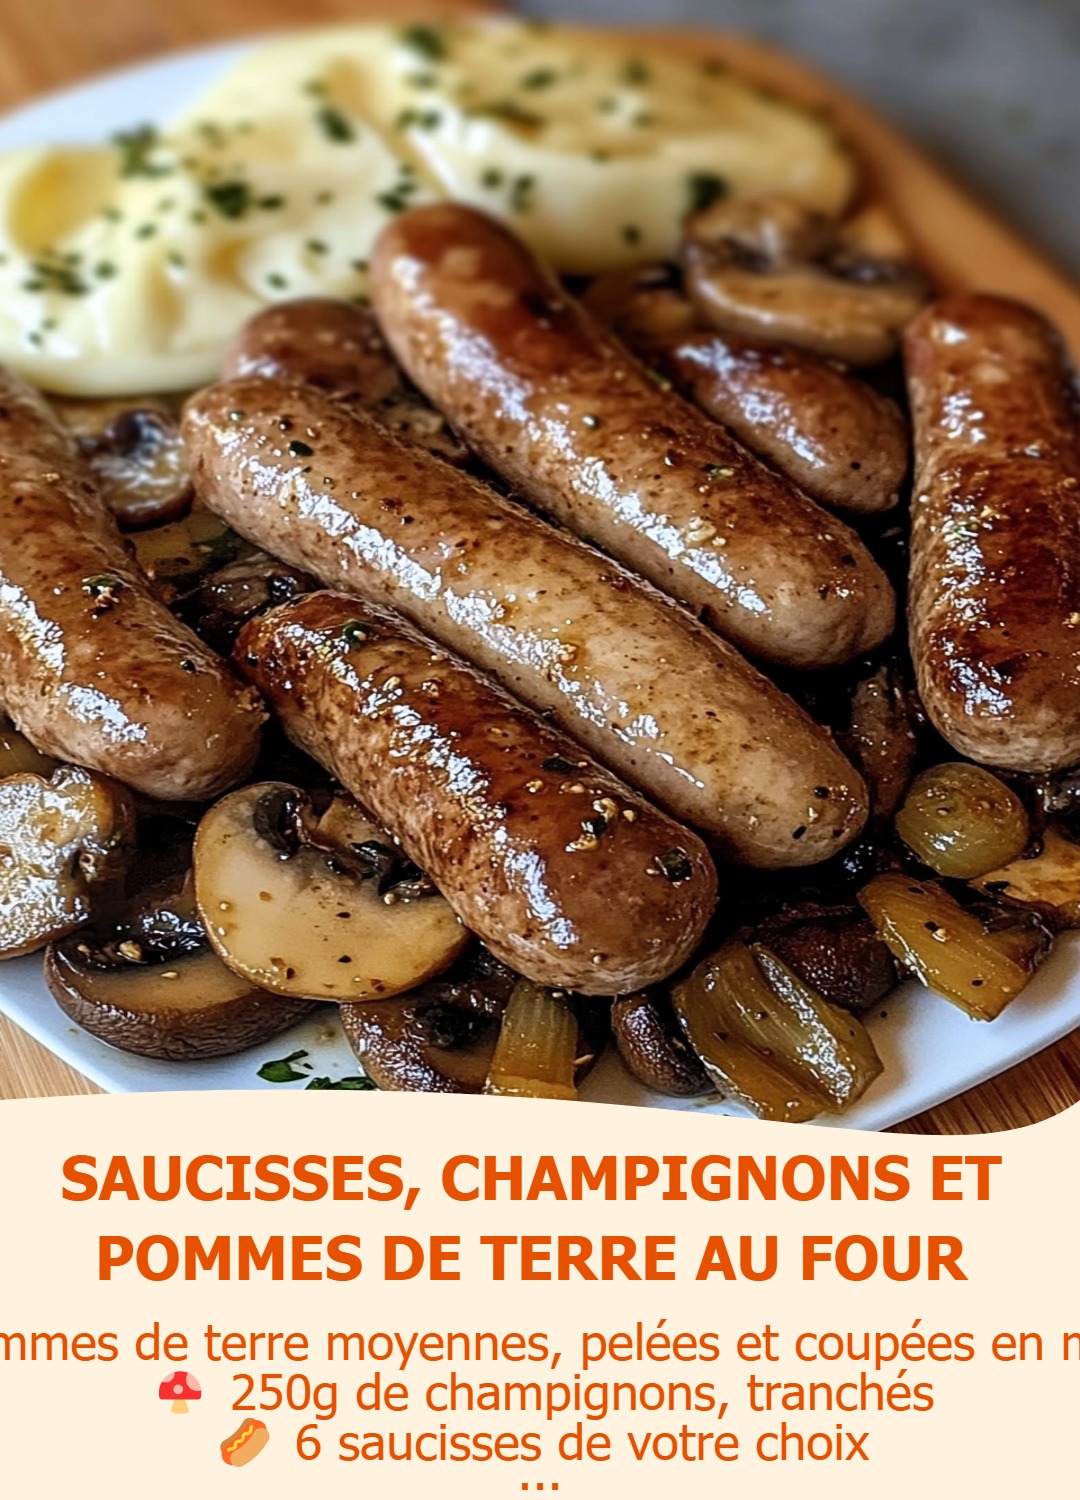 SAUCISSES, CHAMPIGNONS ET
POMMES DE TERRE AU FOUR
de terre moyennes, pelées et coupées en
250g de champignons, tranchés
6 saucisses de votre choix
...